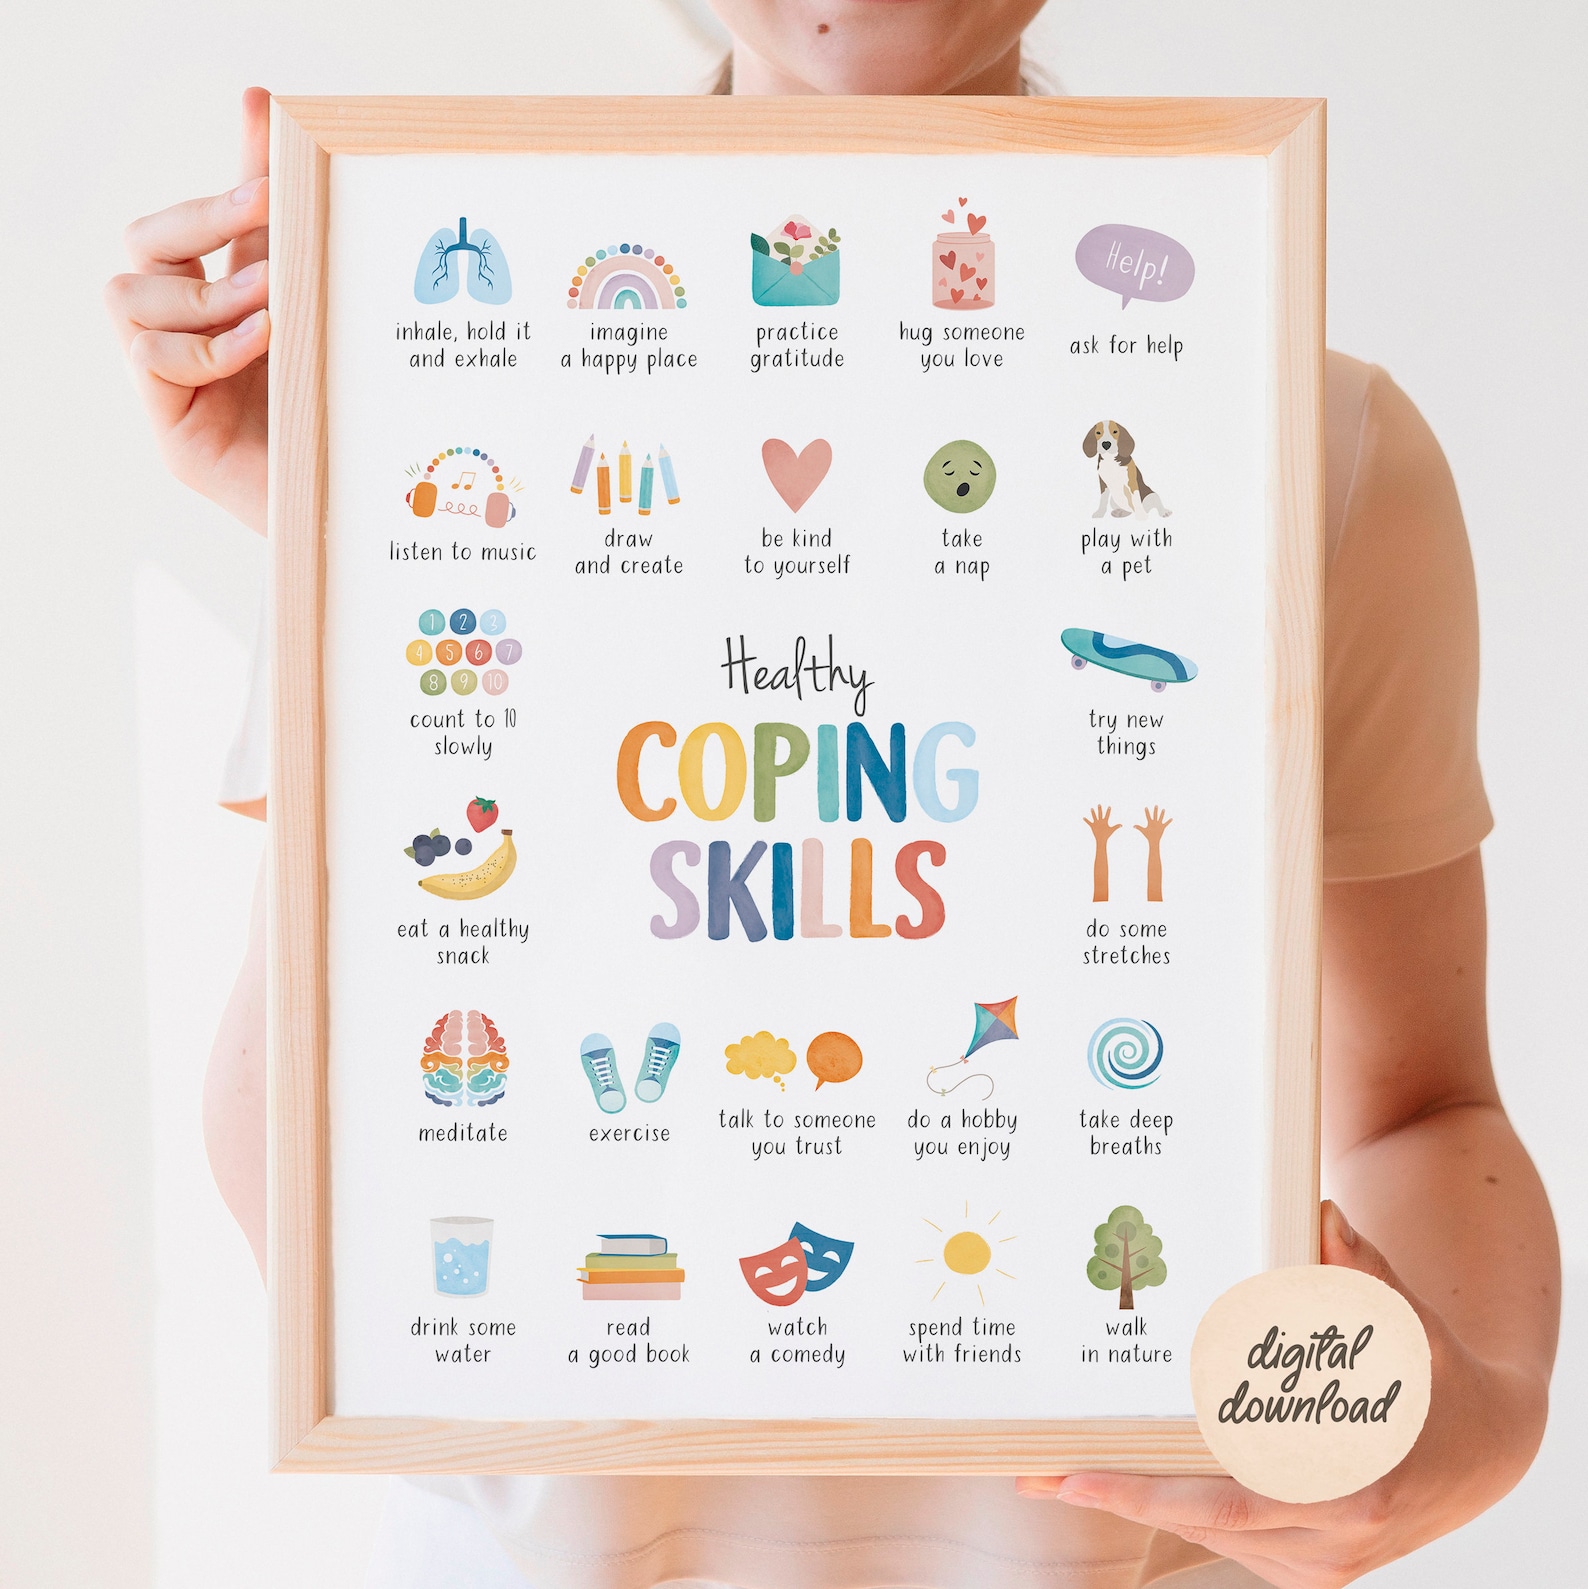 inhale, hold it
and exhale
imagine
a happy place
practice
gratitude
hug someone
you love
Help!
ask for help
listen to music
draw
and create
be kind
to yourself
take
a nap
play with
a pet
1 2 3
4 5 6 7
8 9 10
count to 10
slowly
Healthy
COPING
SKILLS
try new
things
eat a healthy
snack
do some
stretches
meditate
exercise
talk to someone
you trust
do a hobby
you enjoy
take deep
breaths
drink some
water
read
a good book
watch
a comedy
spend time
with friends
walk
in nature
digital
download